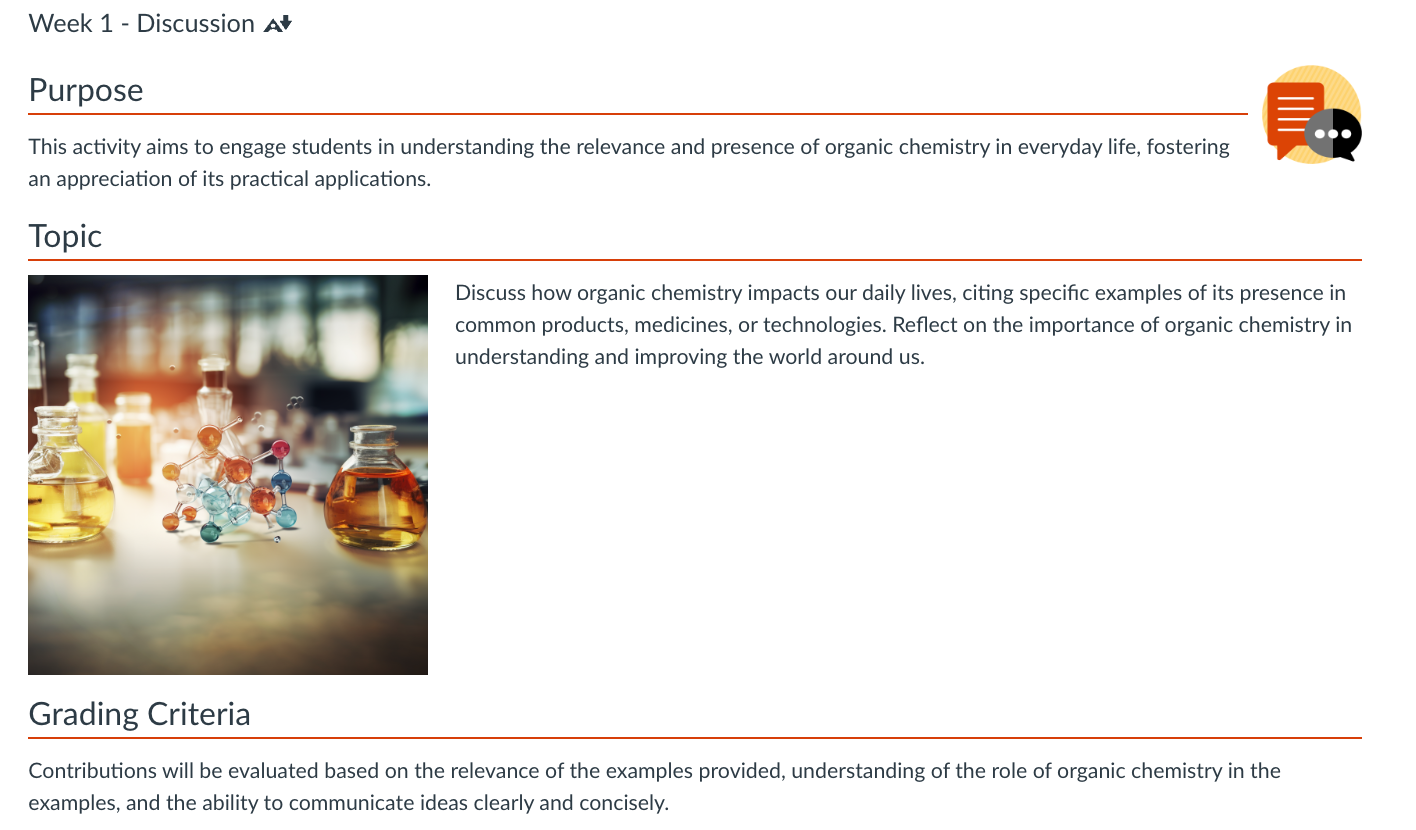 Week 1 - Discussion
Purpose
This activity aims to engage students in understanding the relevance and presence of organic chemistry in everyday life, fostering
an appreciation of its practical applications.
Topic
Discuss how organic chemistry impacts our daily lives, citing specific examples of its presence in
common products, medicines, or technologies. Reflect on the importance of organic chemistry in
understanding and improving the world around us.
Grading Criteria
Contributions will be evaluated based on the relevance of the examples provided, understanding of the role of organic chemistry in the
examples, and the ability to communicate ideas clearly and concisely.